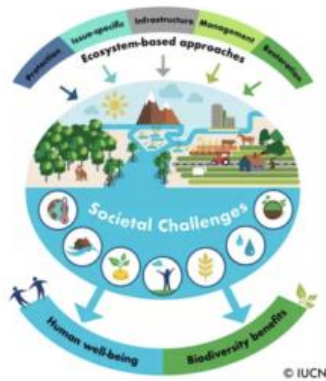 Protection
Issue-specific
Infrastructure
Management
Restoration
Ecosystem-based approaches
Societal Challenges
Human well-being
Biodiversity benefits
© IUCN